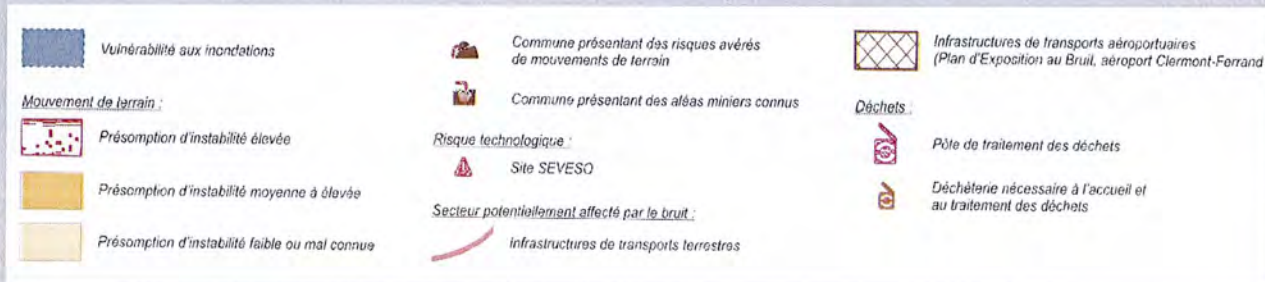 Vulnérabilité aux inondations
Mouvement de terrain :
Présomption d'instabilité élevée
Présomption d'instabilité moyenne à élevée
Présomption d'instabilité faible ou mal connue
Commune présentant des risques avérés
de mouvements de terrain
Commune présentant des aléas miniers connus
Risque technologique :
Site SEVESO
Secteur potentiellement affecté par le bruit :
Infrastructures de transports terrestres
Infrastructures de transports aéroportuaires
(Plan d'Exposition au Bruit, aéroport Clermont-Ferrand
Déchets :
Pôle de traitement des déchets
Déchèterie nécessaire à l'accueil et
au traitement des déchets